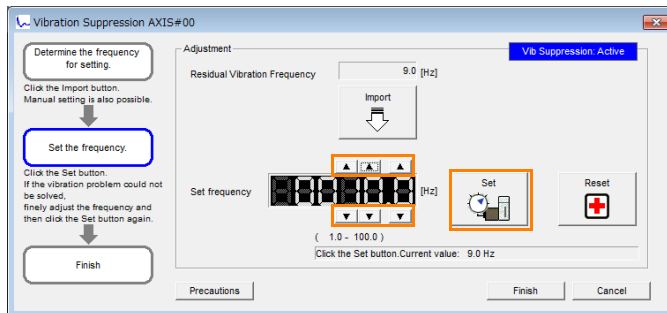 Vibration Suppression AXIS#00
Determine the frequency
for setting.
Click the Import button.
Manual setting is also possible.
Set the frequency.
Click the Set button.
If the vibration problem could not
be solved,
finely adjust the frequency and
then click the Set button again.
Finish
Adjustment
Vib Suppression: Active
Residual Vibration Frequency
9.0 [Hz]
Import
Set frequency
[Hz]
Set
Reset
( 1.0 - 100.0 )
Click the Set button.Current value: 9.0 Hz
Precautions
Finish
Cancel